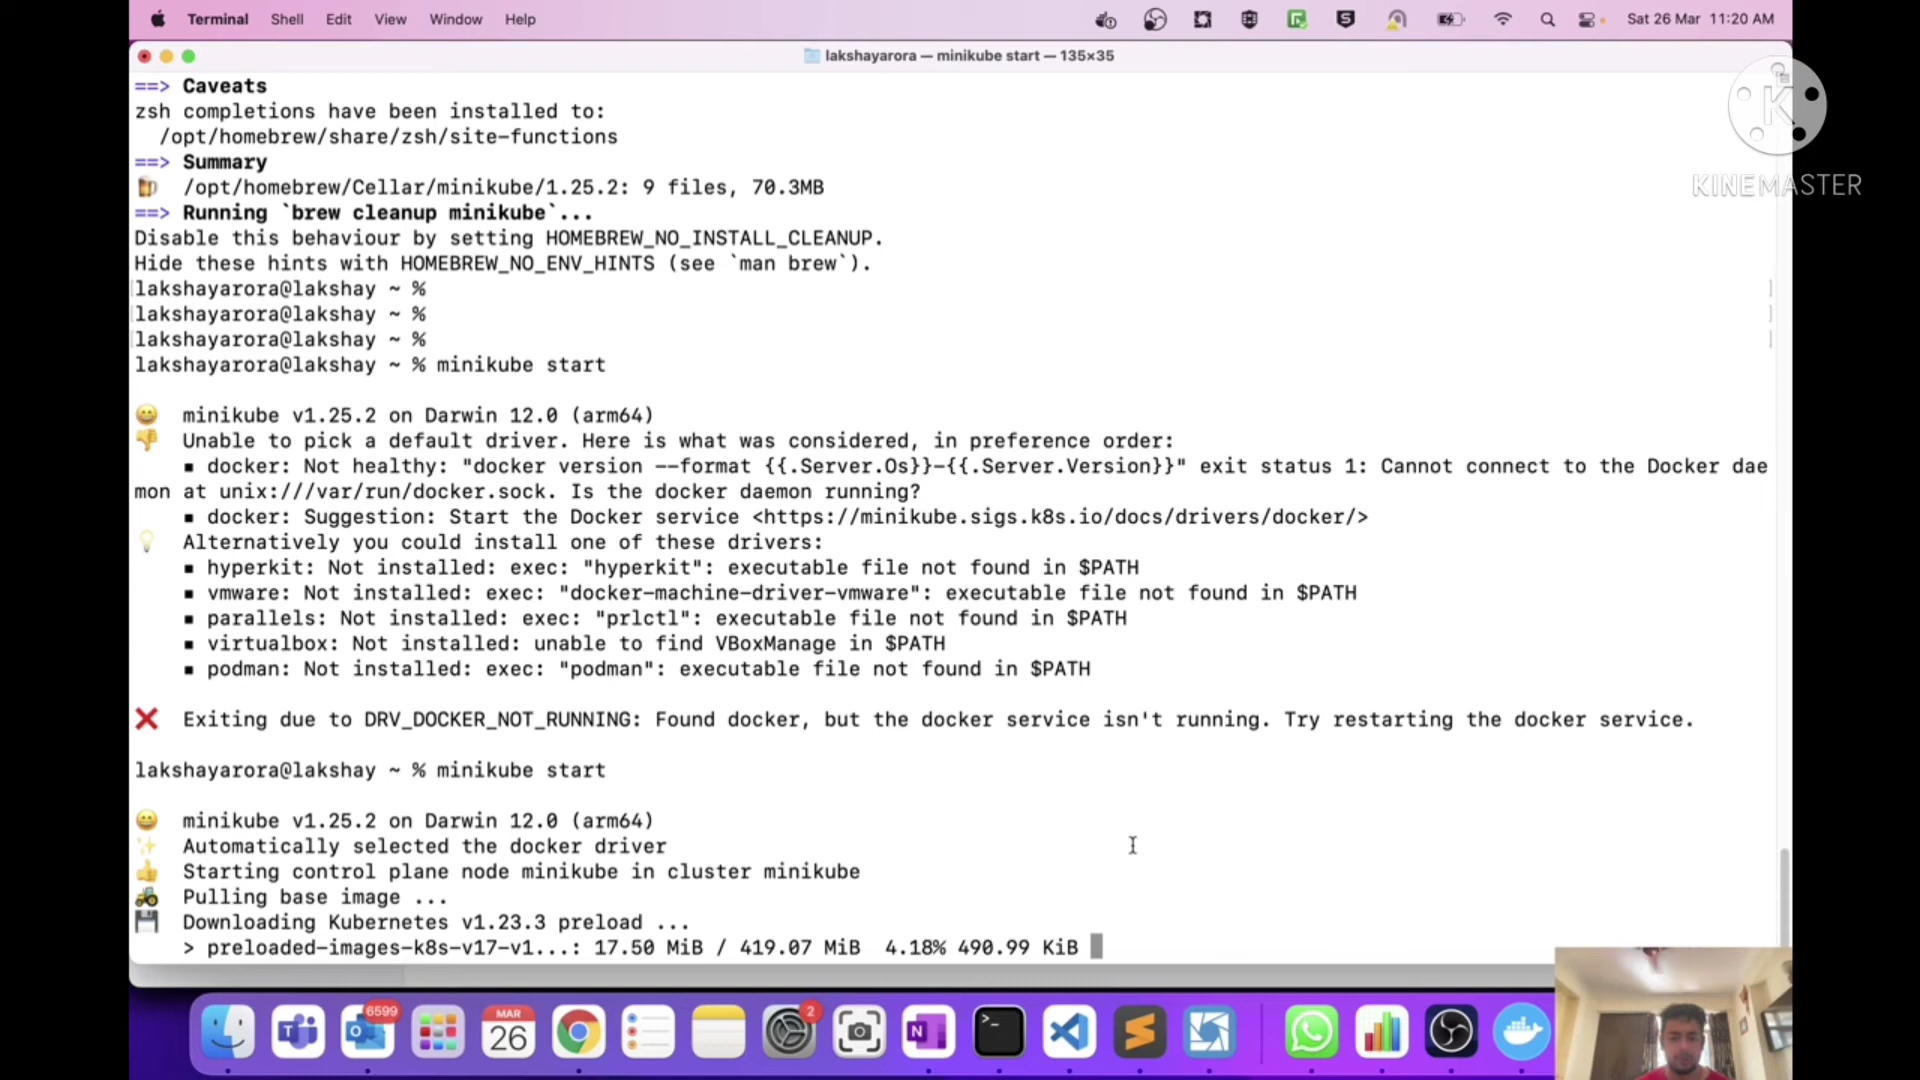 Terminal Shell Edit View Window Help Sat 26 Mar 11:20 AM
lakshayarora — minikube start — 135×35
==> Caveats
zsh completions have been installed to:
/opt/homebrew/share/zsh/site-functions
==> Summary
/opt/homebrew/Cellar/minikube/1.25.2: 9 files, 70.3MB
==> Running `brew cleanup minikube`...
Disable this behaviour by setting HOMEBREW_NO_INSTALL_CLEANUP.
Hide these hints with HOMEBREW_NO_ENV_HINTS (see `man brew`).
lakshayarora@lakshay ~ %
lakshayarora@lakshay ~ %
lakshayarora@lakshay ~ %
lakshayarora@lakshay ~ % minikube start
minikube v1.25.2 on Darwin 12.0 (arm64)
Unable to pick a default driver. Here is what was considered, in preference order:
▪ docker: Not healthy: "docker version --format {{.Server.Os}}-{{.Server.Version}}" exit status 1: Cannot connect to the Docker dae
mon at unix:///var/run/docker.sock. Is the docker daemon running?
▪ docker: Suggestion: Start the Docker service <https://minikube.sigs.k8s.io/docs/drivers/docker/>
Alternatively you could install one of these drivers:
▪ hyperkit: Not installed: exec: "hyperkit": executable file not found in $PATH
▪ vmware: Not installed: exec: "docker-machine-driver-vmware": executable file not found in $PATH
▪ parallels: Not installed: exec: "prlctl": executable file not found in $PATH
▪ virtualbox: Not installed: unable to find VBoxManage in $PATH
▪ podman: Not installed: exec: "podman": executable file not found in $PATH
Exiting due to DRV_DOCKER_NOT_RUNNING: Found docker, but the docker service isn't running. Try restarting the docker service.
lakshayarora@lakshay ~ % minikube start
minikube v1.25.2 on Darwin 12.0 (arm64)
Automatically selected the docker driver
Starting control plane node minikube in cluster minikube
Pulling base image ...
Downloading Kubernetes v1.23.3 preload ...
> preloaded-images-k8s-v17-v1...: 17.50 MiB / 419.07 MiB 4.18% 490.99 KiB
K
KINEMASTER
6599
MAR
26
2